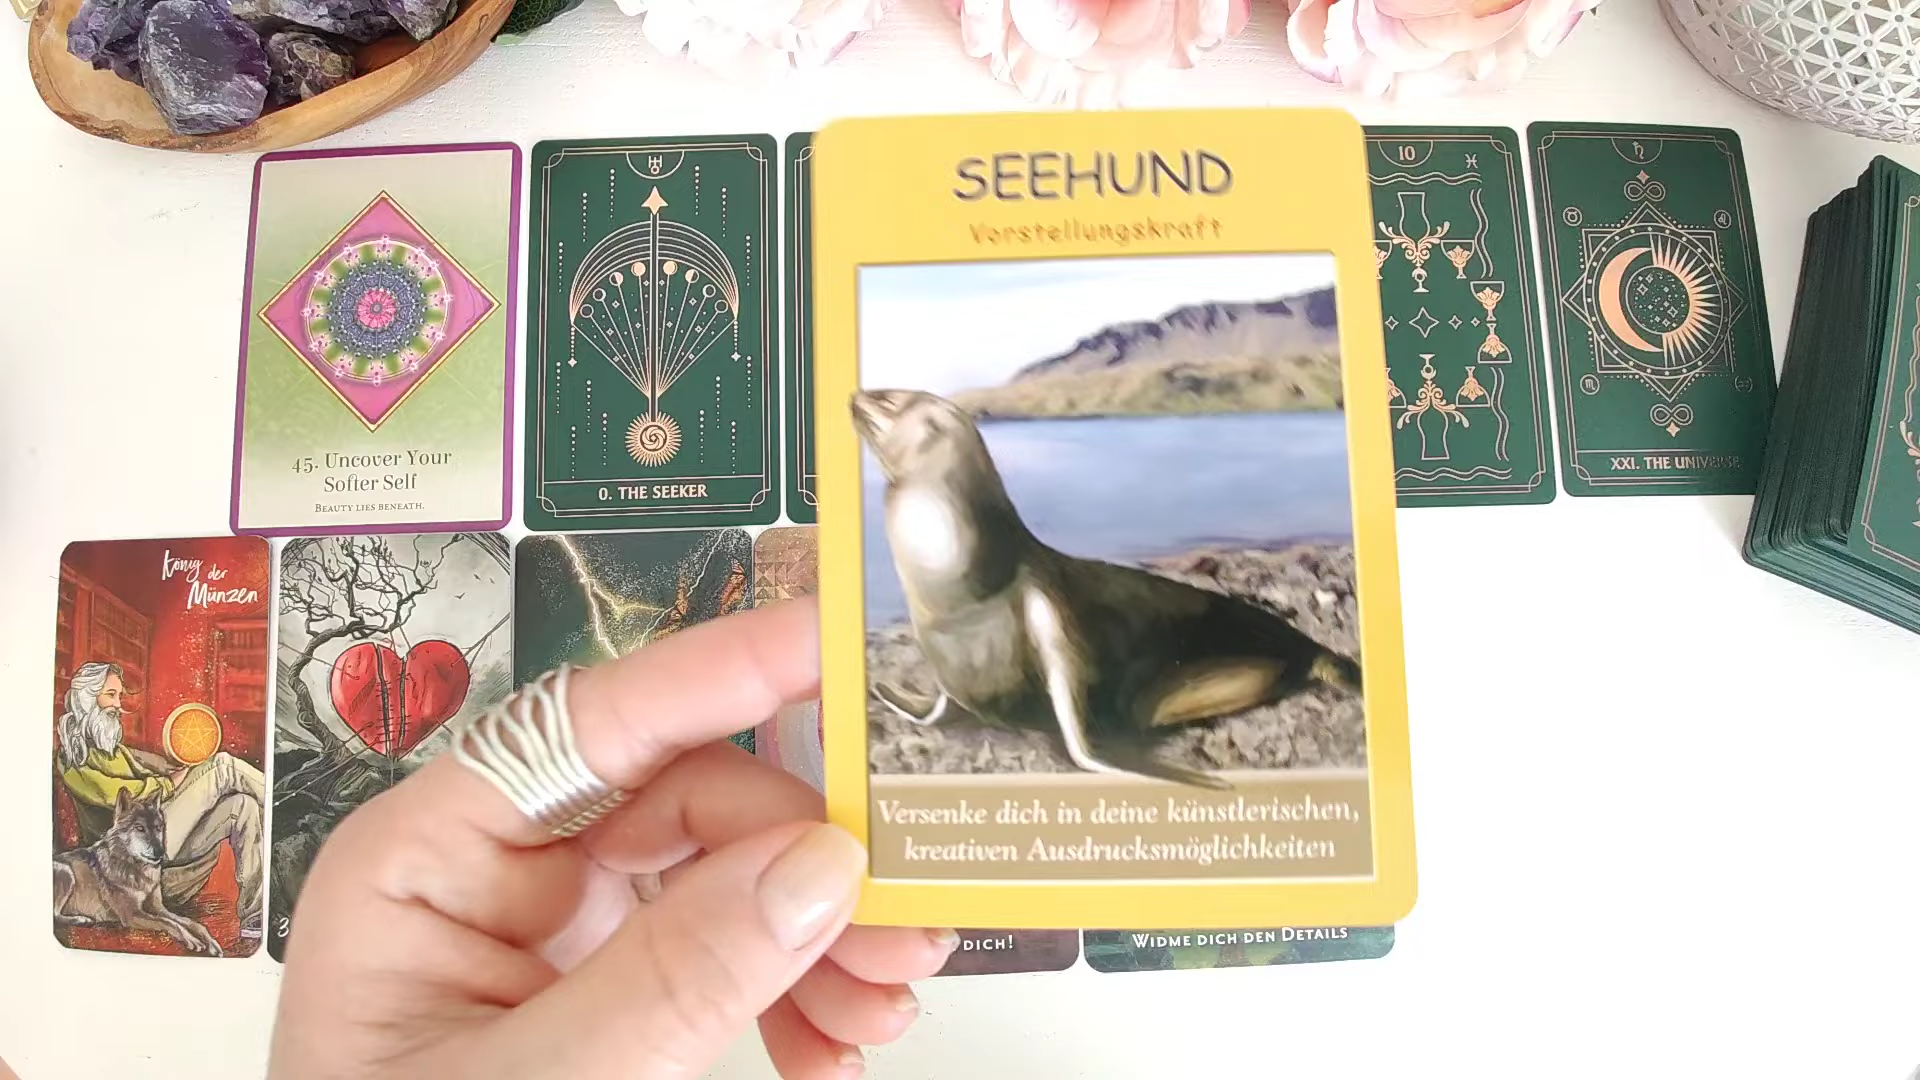 SEEHUND
Vorstellungskraft
Versenke dich in deine künstlerischen,
kreativen Ausdrucksmöglichkeiten
45. Uncover Your
Softer Self
BEAUTY LIES BENEATH.
0. THE SEEKER
10
XXI. THE UNIVERSE
König
der
Münzen
3
DICH!
WIDME DICH DEN DETAILS